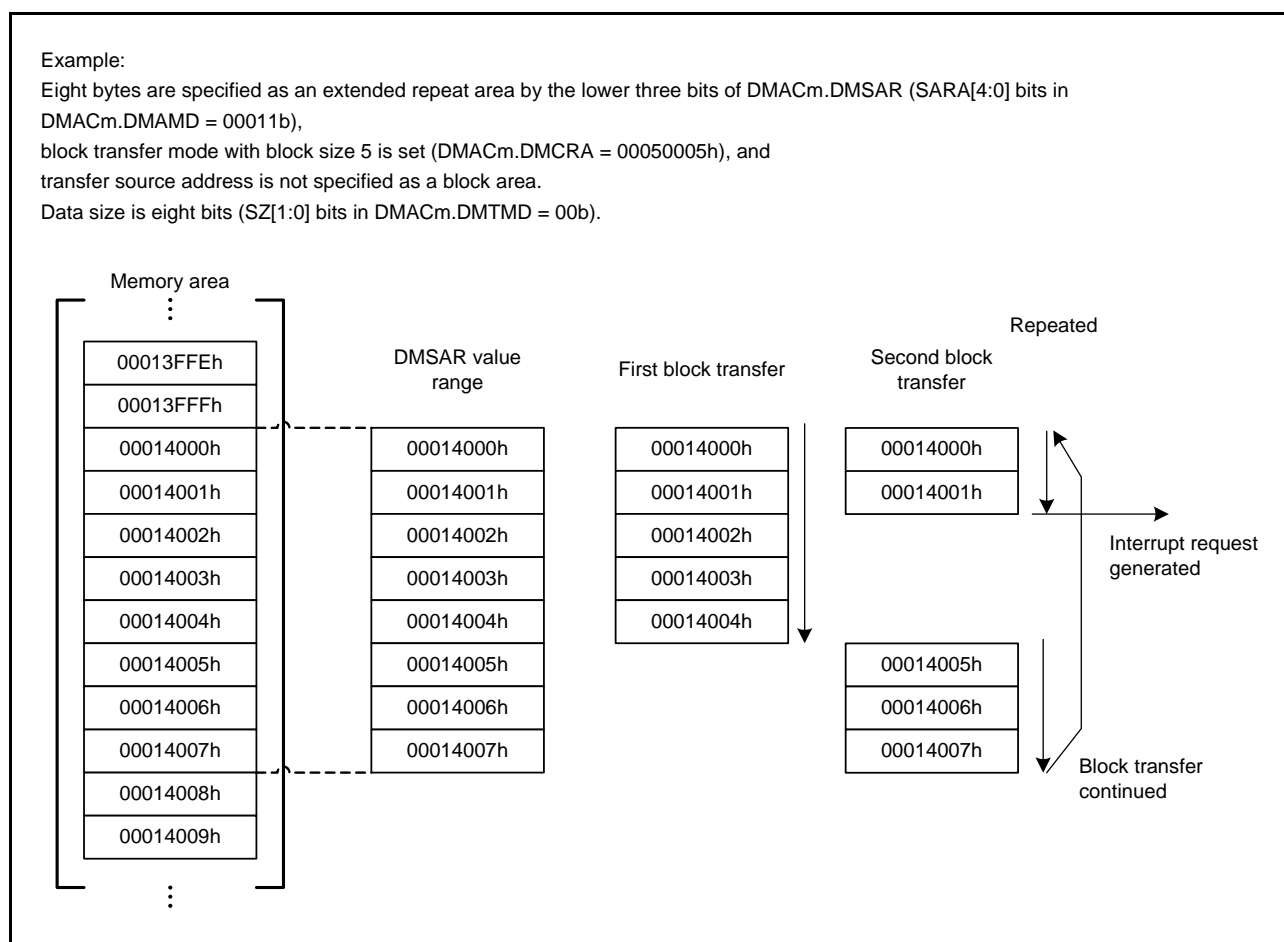 Example:
Eight bytes are specified as an extended repeat area by the lower three bits of DMACm.DMSAR (SARA[4:0] bits in
DMACm.DMAMD = 00011b),
block transfer mode with block size 5 is set (DMACm.DMCRA = 00050005h), and
transfer source address is not specified as a block area.
Data size is eight bits (SZ[1:0] bits in DMACm.DMTMD = 00b).
Memory area
00013FFEh
00013FFFh
00014000h
00014001h
00014002h
00014003h
00014004h
00014005h
00014006h
00014007h
00014008h
00014009h
DMSAR value
range
00014000h
00014001h
00014002h
00014003h
00014004h
00014005h
00014006h
00014007h
First block transfer
00014000h
00014001h
00014002h
00014003h
00014004h
Second block
transfer
00014000h
00014001h
00014005h
00014006h
00014007h
Repeated
Interrupt request
generated
Block transfer
continued